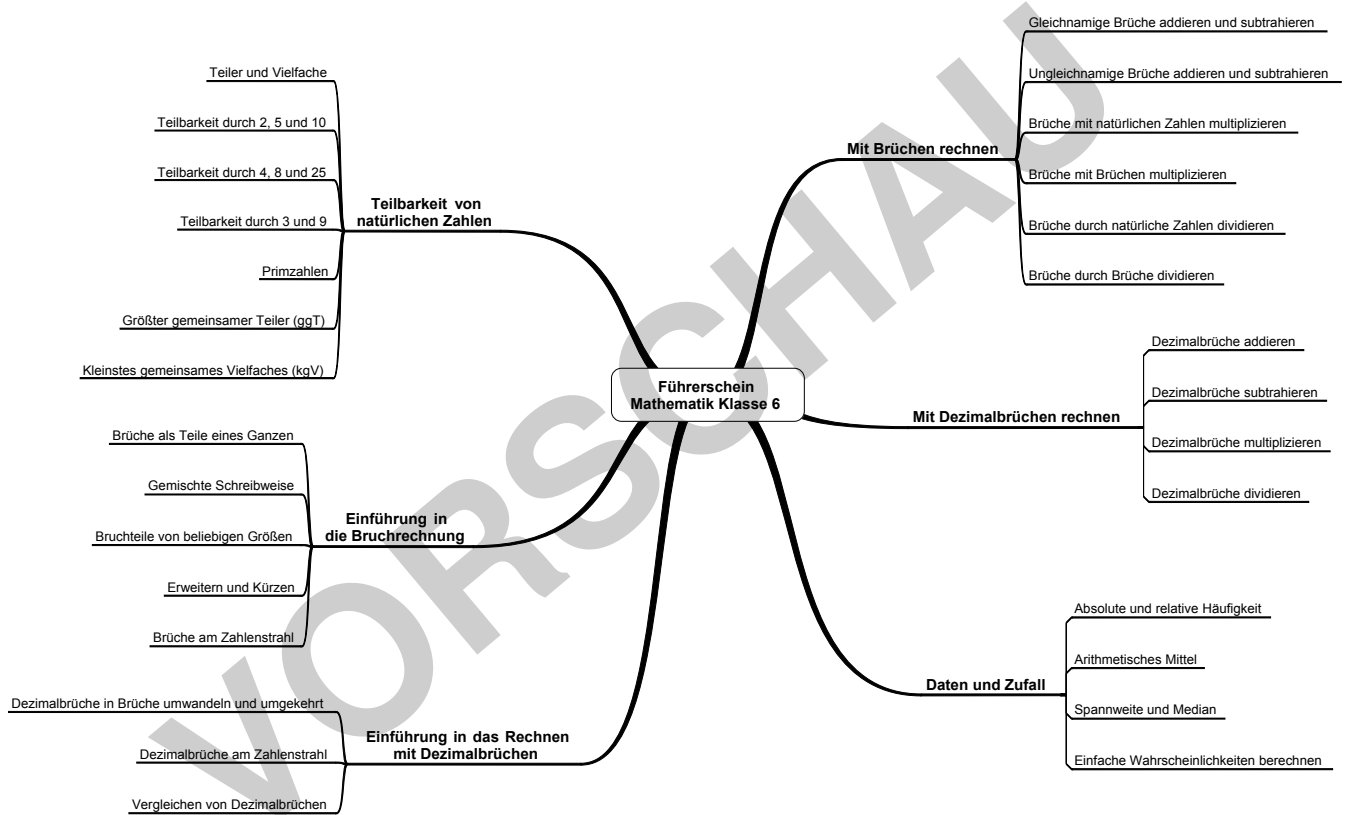 Führerschein
Mathematik Klasse 6
Teilbarkeit von
natürlichen Zahlen
Teiler und Vielfache
Teilbarkeit durch 2, 5 und 10
Teilbarkeit durch 4, 8 und 25
Teilbarkeit durch 3 und 9
Primzahlen
Größter gemeinsamer Teiler (ggT)
Kleinstes gemeinsames Vielfaches (kgV)
Einführung in
die Bruchrechnung
Brüche als Teile eines Ganzen
Gemischte Schreibweise
Bruchteile von beliebigen Größen
Erweitern und Kürzen
Brüche am Zahlenstrahl
Einführung in das Rechnen
mit Dezimalbrüchen
Dezimalbrüche in Brüche umwandeln und umgekehrt
Dezimalbrüche am Zahlenstrahl
Vergleichen von Dezimalbrüchen
Mit Brüchen rechnen
Gleichnamige Brüche addieren und subtrahieren
Ungleichnamige Brüche addieren und subtrahieren
Brüche mit natürlichen Zahlen multiplizieren
Brüche mit Brüchen multiplizieren
Brüche durch natürliche Zahlen dividieren
Brüche durch Brüche dividieren
Mit Dezimalbrüchen rechnen
Dezimalbrüche addieren
Dezimalbrüche subtrahieren
Dezimalbrüche multiplizieren
Dezimalbrüche dividieren
Daten und Zufall
Absolute und relative Häufigkeit
Arithmetisches Mittel
Spannweite und Median
Einfache Wahrscheinlichkeiten berechnen
VORSCHAU